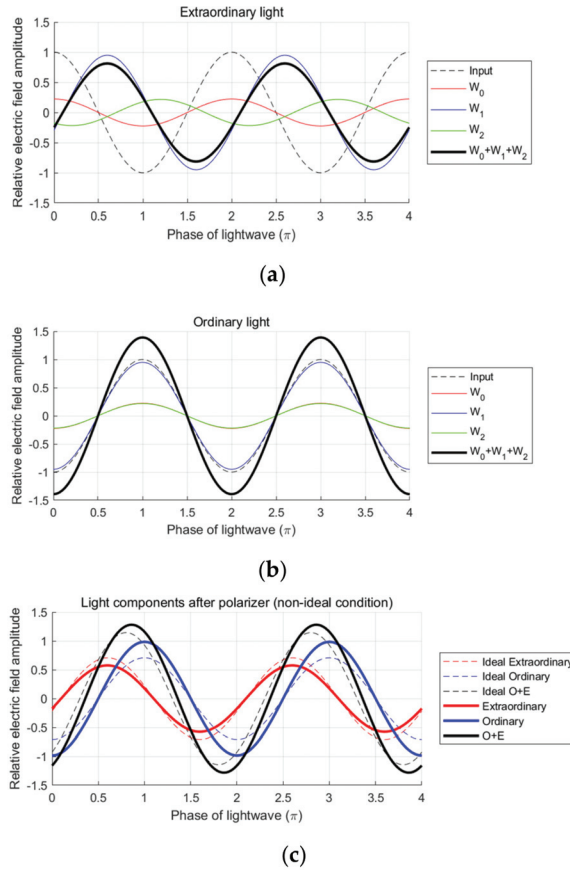 Extraordinary light
Relative electric field amplitude
1.5
1
0.5
0
-0.5
-1
-1.5
0 0.5 1 1.5 2 2.5 3 3.5 4
Phase of lightwave (π)
Input
W0
W1
W2
W0+W1+W2
(a)
Ordinary light
Relative electric field amplitude
1.5
1
0.5
0
-0.5
-1
-1.5
0 0.5 1 1.5 2 2.5 3 3.5 4
Phase of lightwave (π)
Input
W0
W1
W2
W0+W1+W2
(b)
Light components after polarizer (non-ideal condition)
Relative electric field amplitude
1.5
1
0.5
0
-0.5
-1
-1.5
0 0.5 1 1.5 2 2.5 3 3.5 4
Phase of lightwave (π)
Ideal Extraordinary
Ideal Ordinary
Ideal O+E
Extraordinary
Ordinary
O+E
(c)